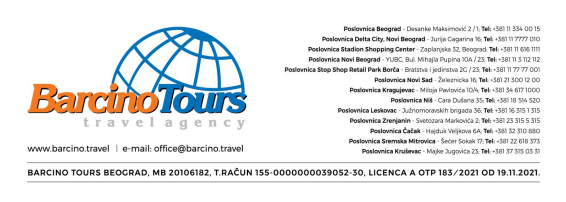 Barcino Tours
travel agency
www.barcino.travel | e-mail: office@barcino.travel
Poslovnica Beograd - Desanke Maksimović 2 / 1; Tel: +381 11 334 00 15
Poslovnica Delta City, Novi Beograd - Jurija Gagarina 16; Tel: +381 11 7777 010
Poslovnica Stadion Shopping Center - Zaplanjska 32, Beograd; Tel: +381 11 616 1111
Poslovnica Novi Beograd - YUBC, Bul. Mihajla Pupina 10A / 23; Tel: +381 11 3 112 112
Poslovnica Stop Shop Retail Park Borča - Bratstva i jedinstva 2G / 23; Tel: +381 11 77 77 001
Poslovnica Novi Sad - Železnička 16; Tel: +381 21 300 12 00
Poslovnica Kragujevac - Miloja Pavlovića 10/4; Tel: +381 34 617 1000
Poslovnica Niš - Cara Dušana 35; Tel: +381 18 514 520
Poslovnica Leskovac - Južnomoravskih brigada 36; Tel: +381 16 315 1 315
Poslovnica Zrenjanin - Svetozara Markovića 2; Tel: +381 23 315 5 315
Poslovnica Čačak - Hajduk Veljkova 6A; Tel: +381 32 310 880
Poslovnica Sremska Mitrovica - Šećer Sokak 17; Tel: +381 22 618 373
Poslovnica Kruševac - Majke Jugovića 23; Tel: +381 37 315 03 31
BARCINO TOURS BEOGRAD, MB 20106182, T.RAČUN 155-0000000039052-30, LICENCA A OTP 183/2021 OD 19.11.2021.